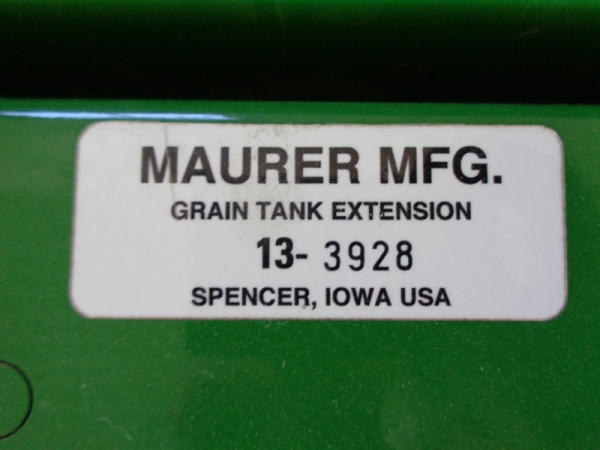 MAURER MFG.
GRAIN TANK EXTENSION
13- 3928
SPENCER, IOWA USA